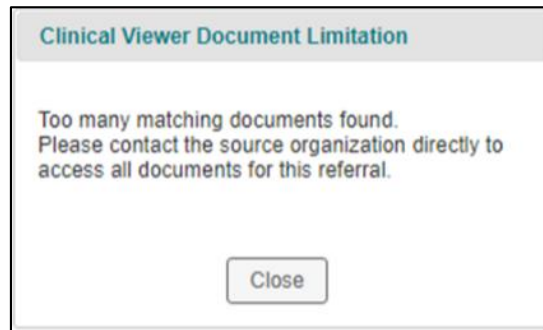 Clinical Viewer Document Limitation
Too many matching documents found.
Please contact the source organization directly to
access all documents for this referral.
Close